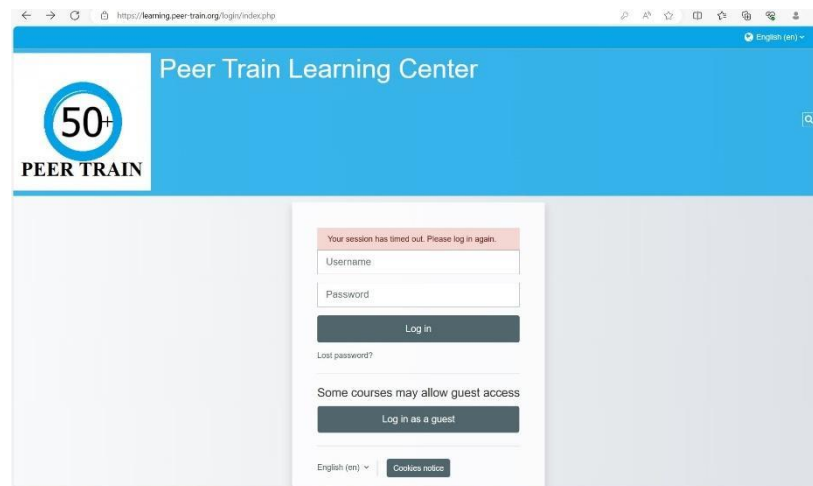 https://learning.peer-train.org/login/index.php
English (en)
Peer Train Learning Center
50+
PEER TRAIN
Your session has timed out. Please log in again.
Username
Password
Log in
Lost password?
Some courses may allow guest access
Log in as a guest
English (en)
Cookies notice